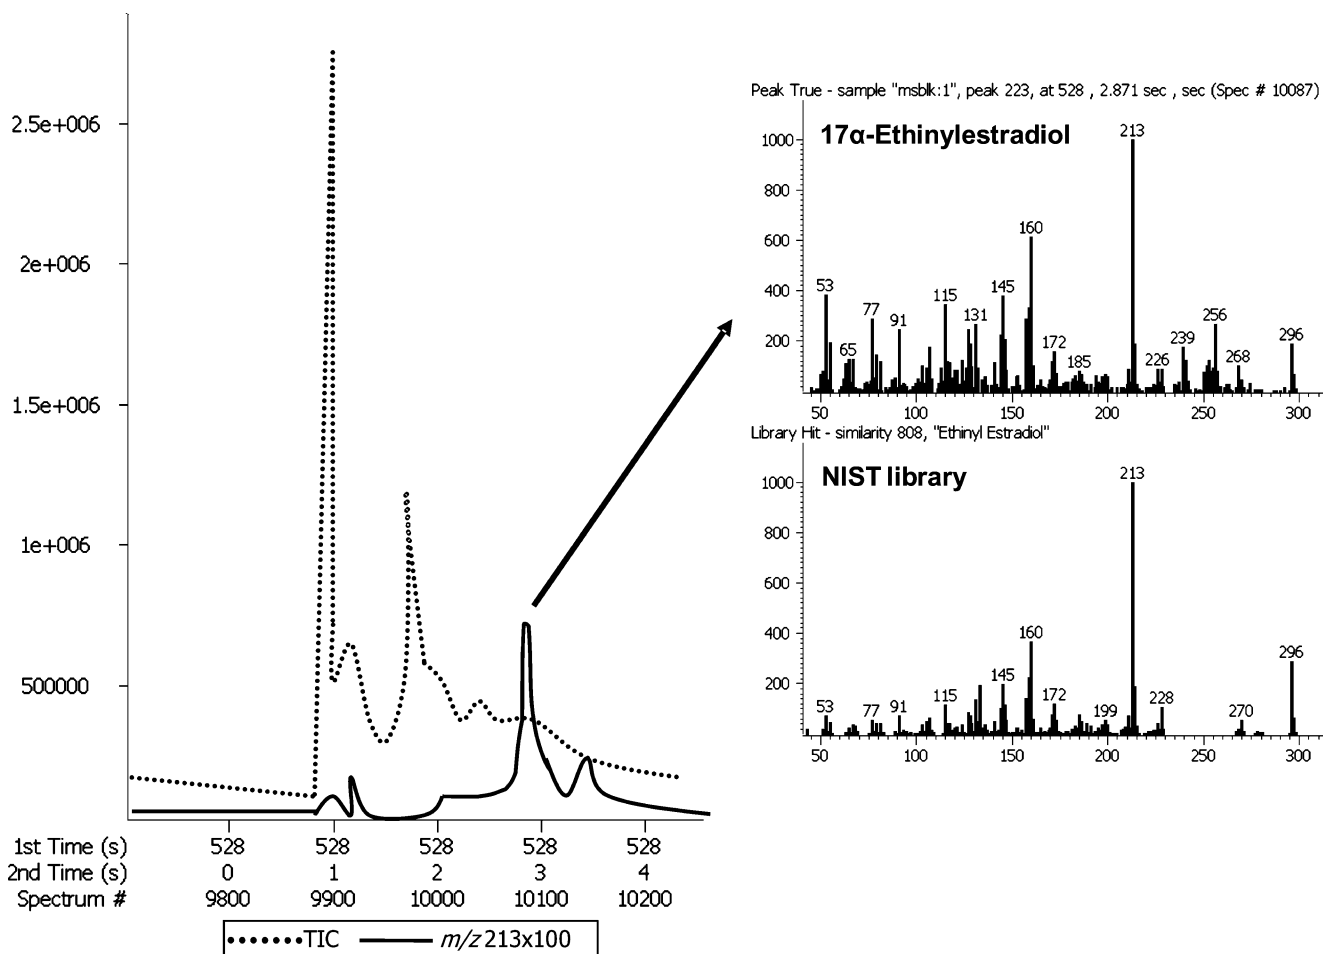 2.5e+006
2e+006
1.5e+006
1e+006
500000
1st Time (s) 528 528 528 528 528
2nd Time (s) 0 1 2 3 4
Spectrum # 9800 9900 10000 10100 10200
TIC m/z 213x100
Peak True - sample "msblk:1", peak 223, at 528 , 2.871 sec , sec (Spec # 10087)
17α-Ethinylestradiol
1000
800
600
400
200
53 65 77 91 115 131 145 160 172 185 213 226 239 256 268 296
50 100 150 200 250 300
Library Hit - similarity 808, "Ethinyl Estradiol"
NIST library
1000
800
600
400
200
53 77 91 115 145 160 172 199 213 228 270 296
50 100 150 200 250 300